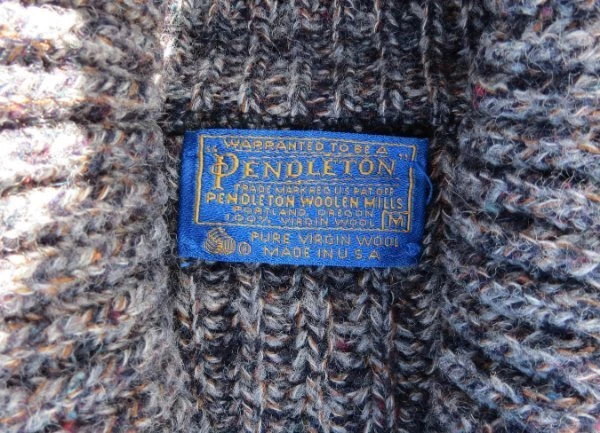 WARRANTED TO BE A
"PENDLETON"
TRADE MARK REG U S PAT OFF
PENDLETON WOOLEN MILLS
PORTLAND, OREGON
100% VIRGIN WOOL M
PURE VIRGIN WOOL
MADE IN U.S.A